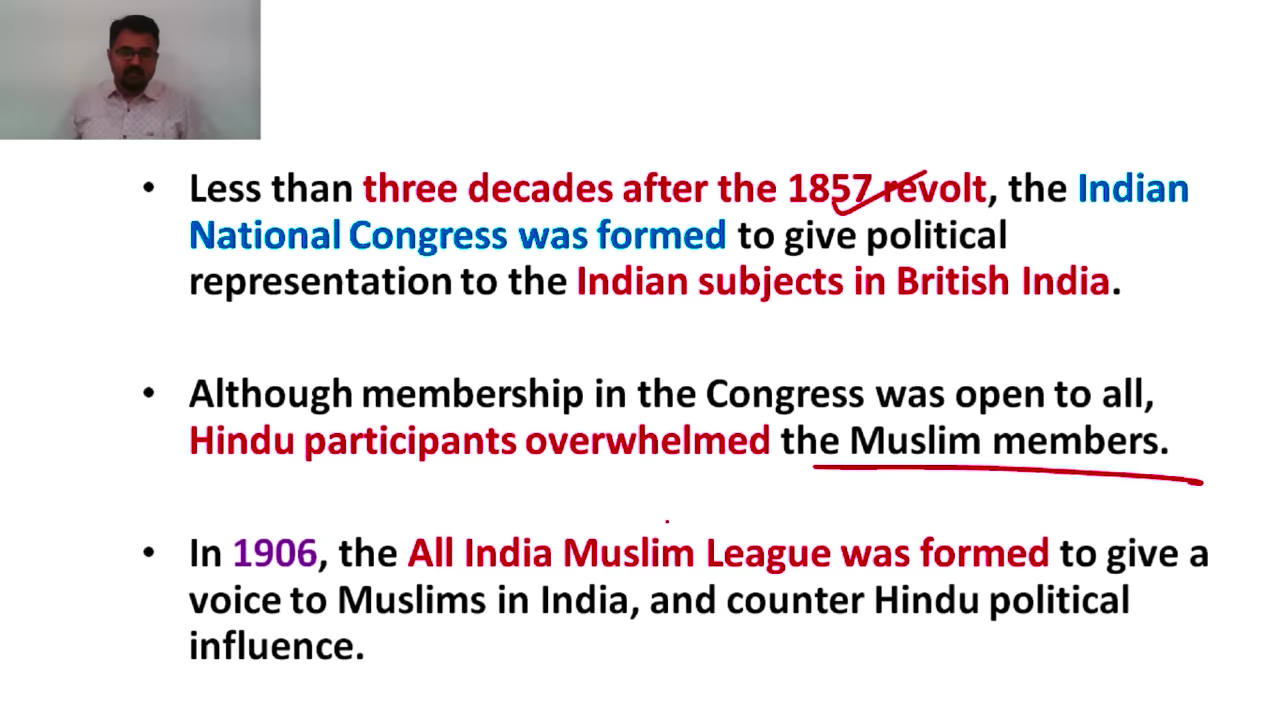 • Less than three decades after the 1857 revolt, the Indian
National Congress was formed to give political
representation to the Indian subjects in British India.
• Although membership in the Congress was open to all,
Hindu participants overwhelmed the Muslim members.
• In 1906, the All India Muslim League was formed to give a
voice to Muslims in India, and counter Hindu political
influence.